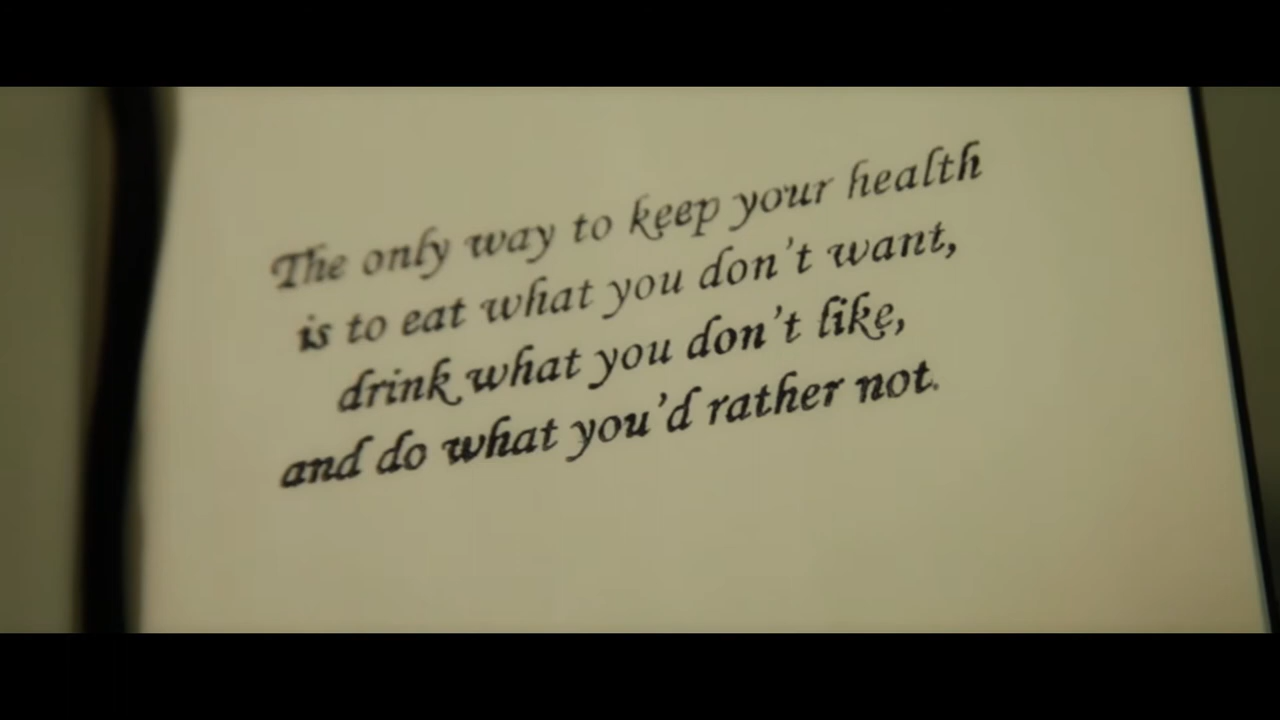 The only way to keep your health
is to eat what you don't want,
drink what you don't like,
and do what you'd rather not.